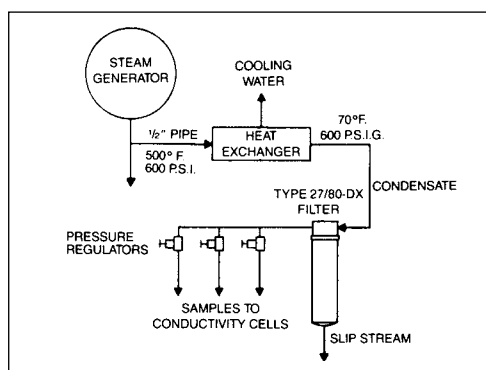 STEAM
GENERATOR
COOLING
WATER
½" PIPE
500° F.
600 P.S.I.
HEAT
EXCHANGER
70°F.
600 P.S.I.G.
CONDENSATE
TYPE 27/80-DX
FILTER
PRESSURE
REGULATORS
SAMPLES TO
CONDUCTIVITY CELLS
SLIP STREAM